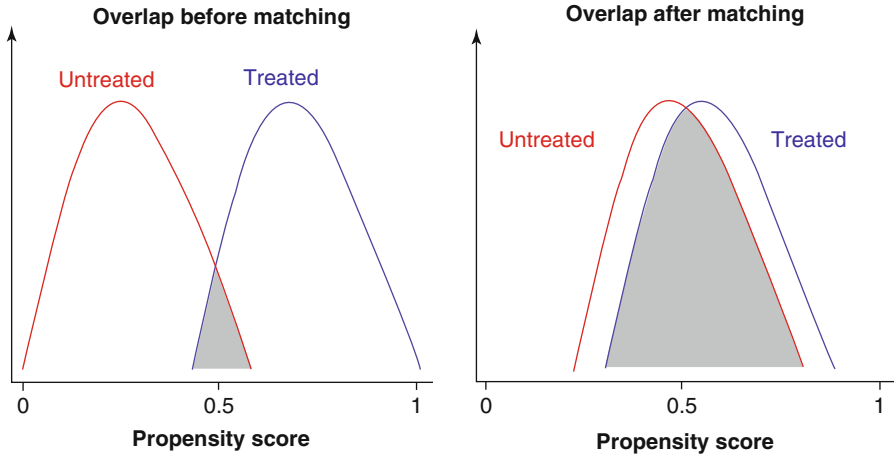 Overlap before matching
Untreated
Treated
0
0.5
1
Propensity score
Overlap after matching
Untreated
Treated
0
0.5
1
Propensity score